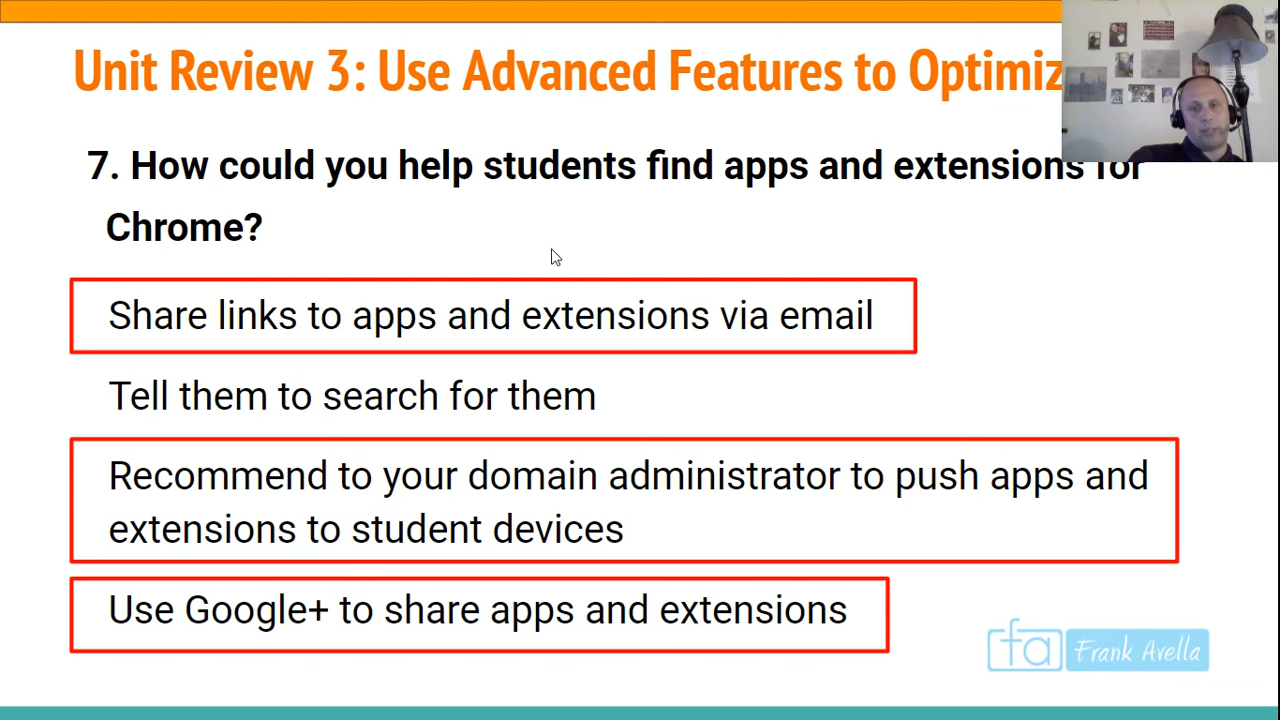 Unit Review 3: Use Advanced Features to Optimiz
7. How could you help students find apps and extensions for
Chrome?
Share links to apps and extensions via email
Tell them to search for them
Recommend to your domain administrator to push apps and
extensions to student devices
Use Google+ to share apps and extensions
fa Frank Avella